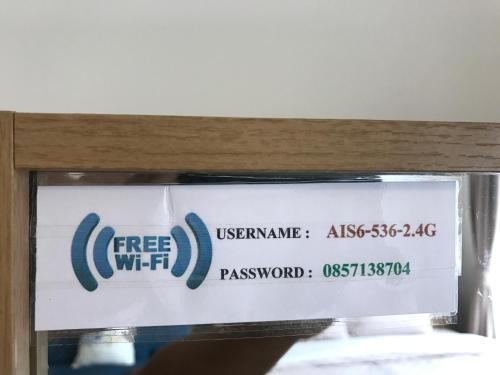 FREE
Wi-Fi
USERNAME : AIS6-536-2.4G
PASSWORD : 0857138704